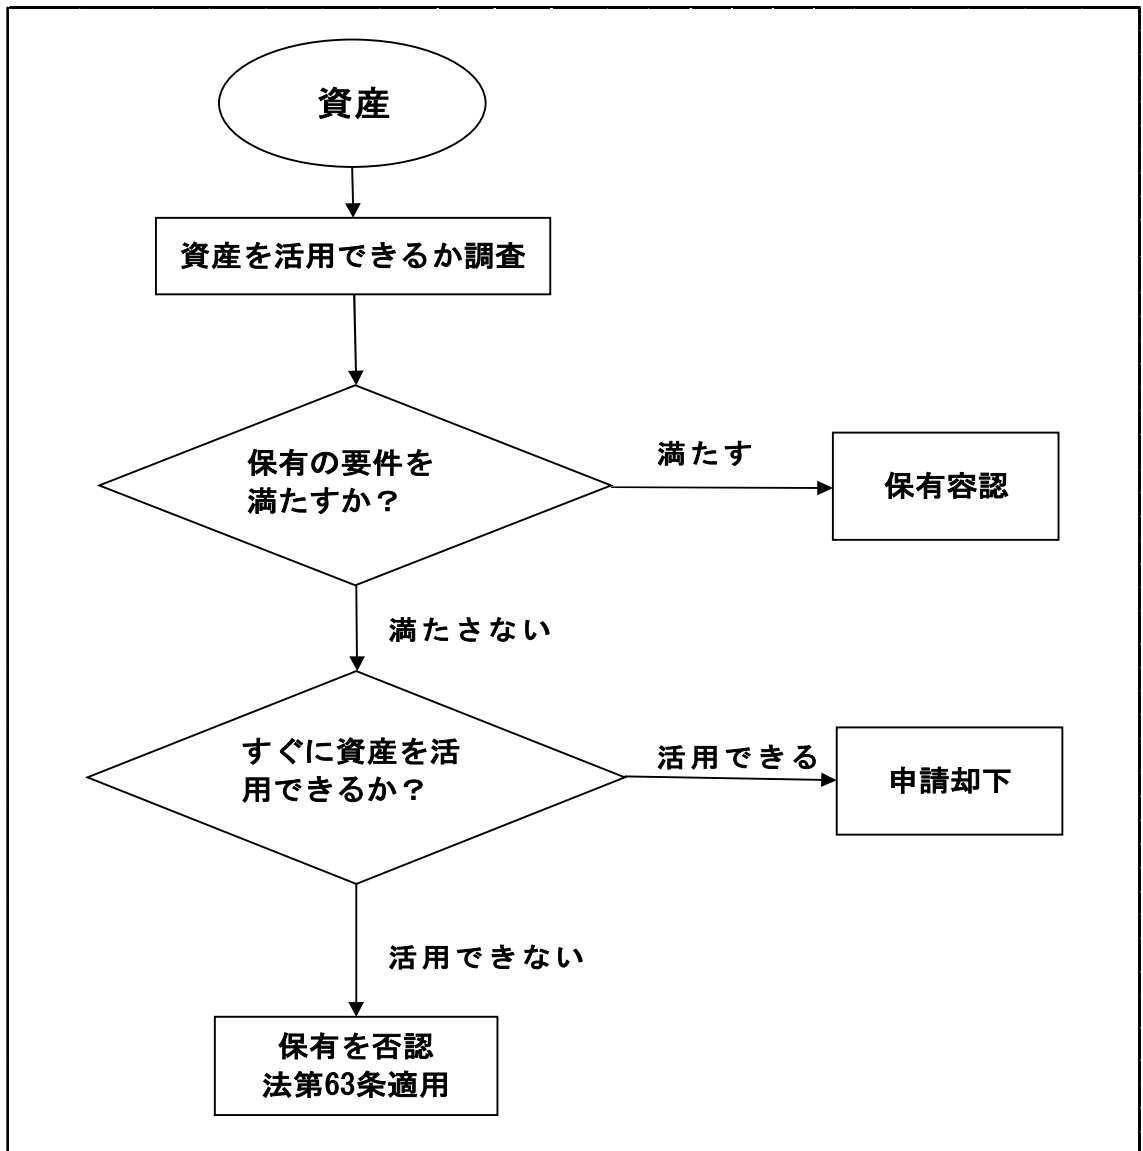 資産
資産を活用できるか調査
保有の要件を
満たすか？
満たす
保有容認
満たさない
すぐに資産を活
用できるか？
活用できる
申請却下
活用できない
保有を否認
法第63条適用